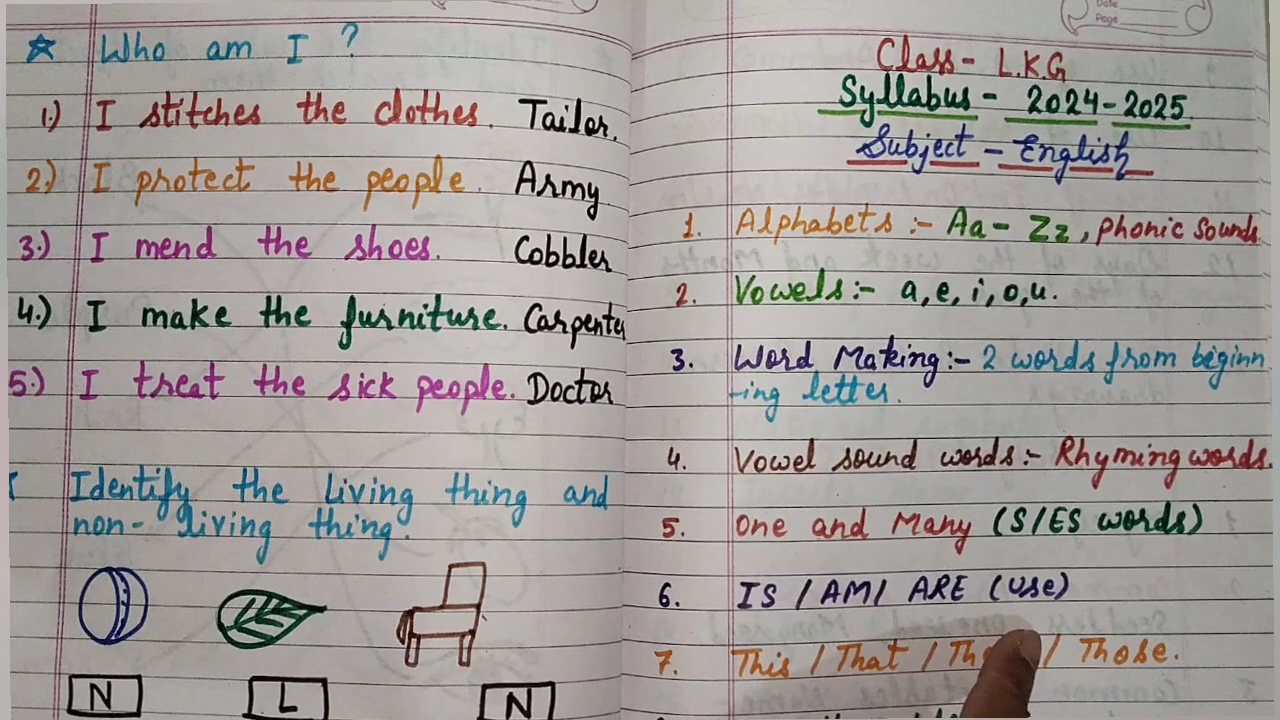 Who am I ?
1.) I stitches the clothes. Tailor.
2.) I protect the people. Army
3.) I mend the shoes. Cobbler
4.) I make the furniture. Carpenter
5.) I treat the sick people. Doctor
Identify the living thing and
non-living thing.
N L N
Date
Page
Class - L.K.G
Syllabus - 2024-2025
Subject - English
1. Alphabets :- Aa - Zz, phonic sounds
2. Vowels :- a, e, i, o, u.
3. Word Making :- 2 words from beginn
-ing letter.
4. Vowel sound words :- Rhyming words.
5. One and Many (S/ES words)
6. IS / AM / ARE (use)
7. This / That / / Those.